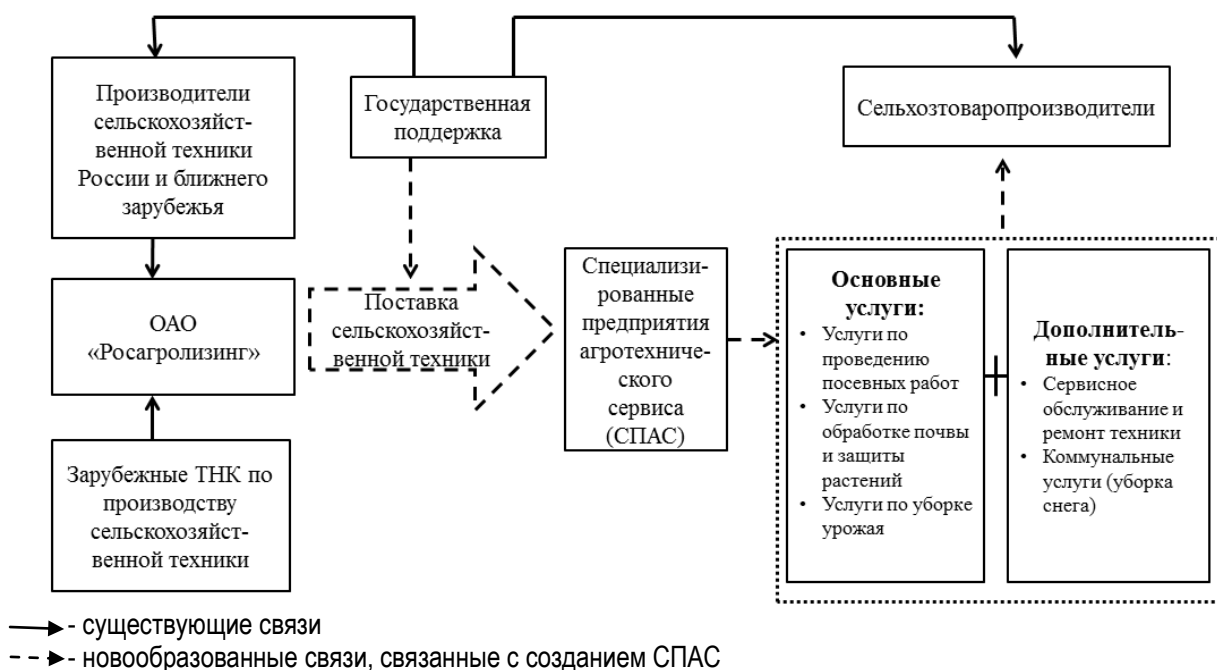 Производители
сельскохозяйст-
венной техники
России и ближнего
зарубежья
Государственная
поддержка
Сельхозтоваропроизводители
ОАО
«Росагролизинг»
Поставка
сельскохозяйст-
венной техники
Специализи-
рованные
предприятия
агротехниче-
ского
сервиса
(СПАС)
Основные
услуги:
• Услуги по
проведению
посевных работ
• Услуги по
обработке почвы
и защиты
растений
• Услуги по уборке
урожая
+
Дополнитель-
ные услуги:
• Сервисное
обслуживание и
ремонт техники
• Коммунальные
услуги (уборка
снега)
Зарубежные ТНК по
производству
сельскохозяйст-
венной техники
- существующие связи
- новообразованные связи, связанные с созданием СПАС